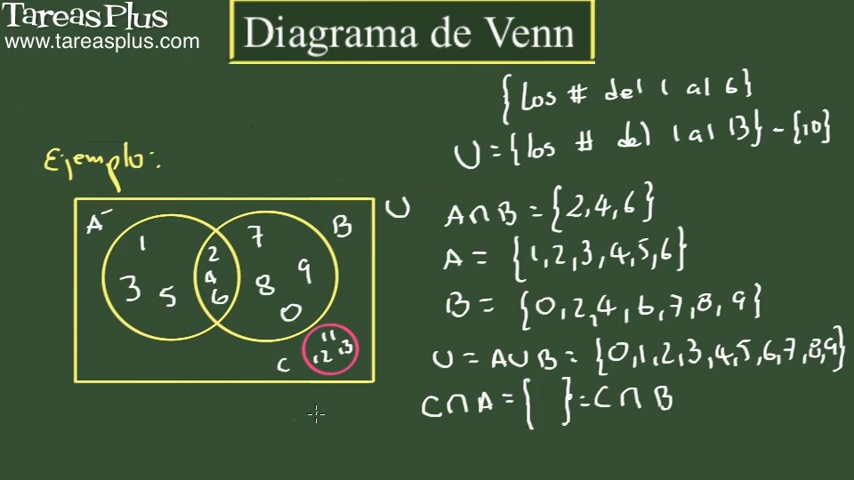 TareasPlus
www.tareasplus.com
Diagrama de Venn
{los # del 1 al 6}
U = {los # del 1 al 13} - {10}
Ejemplo:
A B U
1 3 5 2 4 6 7 8 9 0
C 11 12 13
A∩B = {2,4,6}
A = {1,2,3,4,5,6}
B = {0,2,4,6,7,8,9}
U = A∪B = {0,1,2,3,4,5,6,7,8,9}
C∩A = { } = C∩B